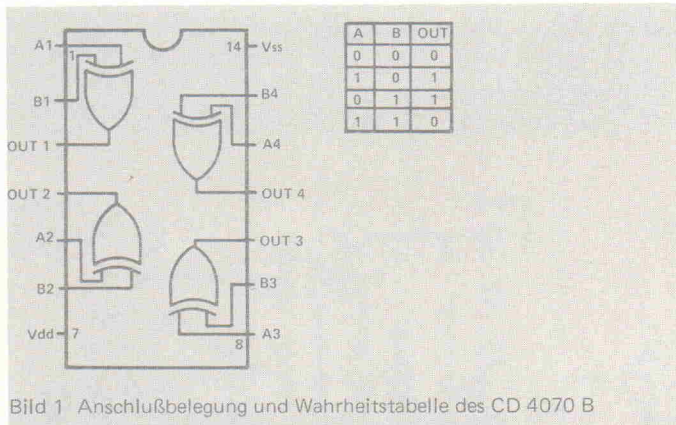 A1
1
B1
OUT 1
OUT 2
A2
B2
Vdd 7
14 Vss
B4
A4
OUT 4
OUT 3
B3
A3
8
A B OUT
0 0 0
1 0 1
0 1 1
1 1 0
Bild 1 Anschlußbelegung und Wahrheitstabelle des CD 4070 B